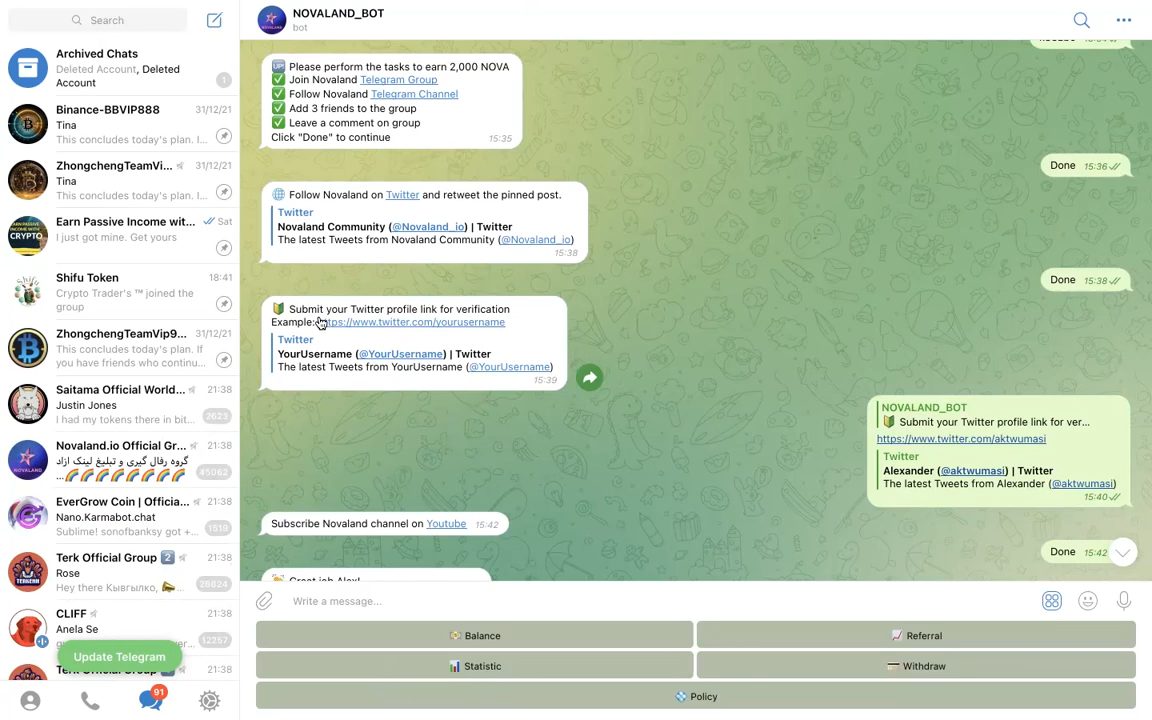 Search
Archived Chats
Deleted Account, Deleted
Account
1
Binance-BBVIP888
31/12/21
Tina
This concludes today's plan. I...
ZhongchengTeamVi...
31/12/21
Tina
This concludes today's plan. I...
Earn Passive Income wit...
Sat
I just got mine. Get yours
Shifu Token
18:41
Crypto Trader's ™ joined the
group
ZhongchengTeamVip9...
31/12/21
This concludes today's plan. If
you have friends who continu...
Saitama Official World...
21:38
Justin Jones
I had my tokens there in bit...
2623
Novaland.io Official Gr...
21:38
گروه رفال گیری و تبلیغ لینک ازاد
...
45062
EverGrow Coin | Officia...
21:38
Nano.Karmabot.chat
Sublime! sonofbanksy got +...
1519
Terk Official Group 2
21:38
Rose
Hey there Кывгылко,
28824
CLIFF
21:38
Anela Se
12257
Update Telegram
Terk Official Group 2
21:38
91
NOVALAND_BOT
bot
UP! Please perform the tasks to earn 2,000 NOVA
Join Novaland Telegram Group
Follow Novaland Telegram Channel
Add 3 friends to the group
Leave a comment on group
Click "Done" to continue
15:35
Done 15:36
Follow Novaland on Twitter and retweet the pinned post.
Twitter
Novaland Community (@Novaland_io) | Twitter
The latest Tweets from Novaland Community (@Novaland_io)
15:38
Done 15:38
Submit your Twitter profile link for verification
Example: https://www.twitter.com/yourusername
Twitter
YourUsername (@YourUsername) | Twitter
The latest Tweets from YourUsername (@YourUsername)
15:39
NOVALAND_BOT
Submit your Twitter profile link for ver...
https://www.twitter.com/aktwumasi
Twitter
Alexander (@aktwumasi) | Twitter
The latest Tweets from Alexander (@aktwumasi)
15:40
Subscribe Novaland channel on Youtube 15:42
Done 15:42
Great job Alex!
Write a message...
Balance
Referral
Statistic
Withdraw
Policy